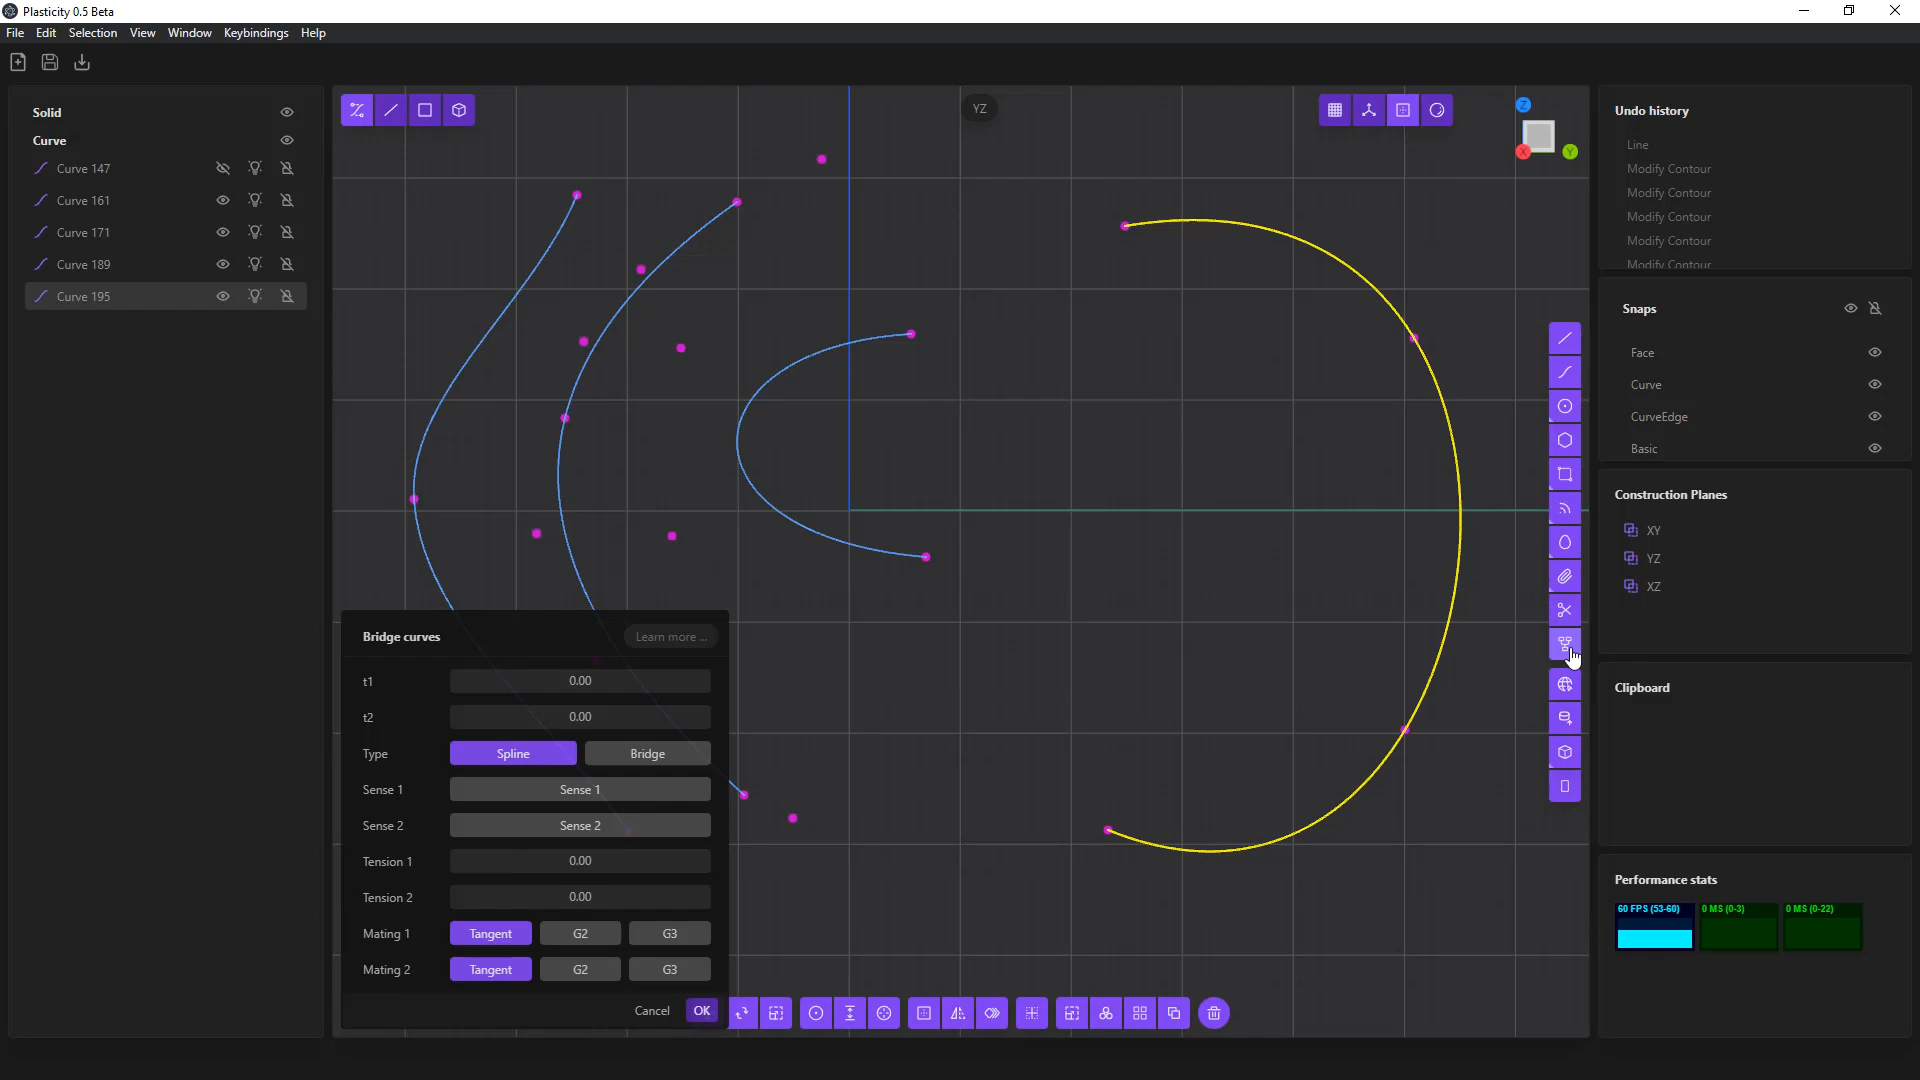 Plasticity 0.5 Beta
File Edit Selection View Window Keybindings Help
Solid
Curve
Curve 147
Curve 161
Curve 171
Curve 189
Curve 195
YZ
Z
X
Y
Bridge curves
Learn more ...
t1 0.00
t2 0.00
Type Spline Bridge
Sense 1 Sense 1
Sense 2 Sense 2
Tension 1 0.00
Tension 2 0.00
Mating 1 Tangent G2 G3
Mating 2 Tangent G2 G3
Cancel OK
Undo history
Line
Modify Contour
Modify Contour
Modify Contour
Modify Contour
Modify Contour
Snaps
Face
Curve
CurveEdge
Basic
Construction Planes
XY
YZ
XZ
Clipboard
Performance stats
60 FPS (53-60) 0 MS (0-3) 0 MS (0-22)